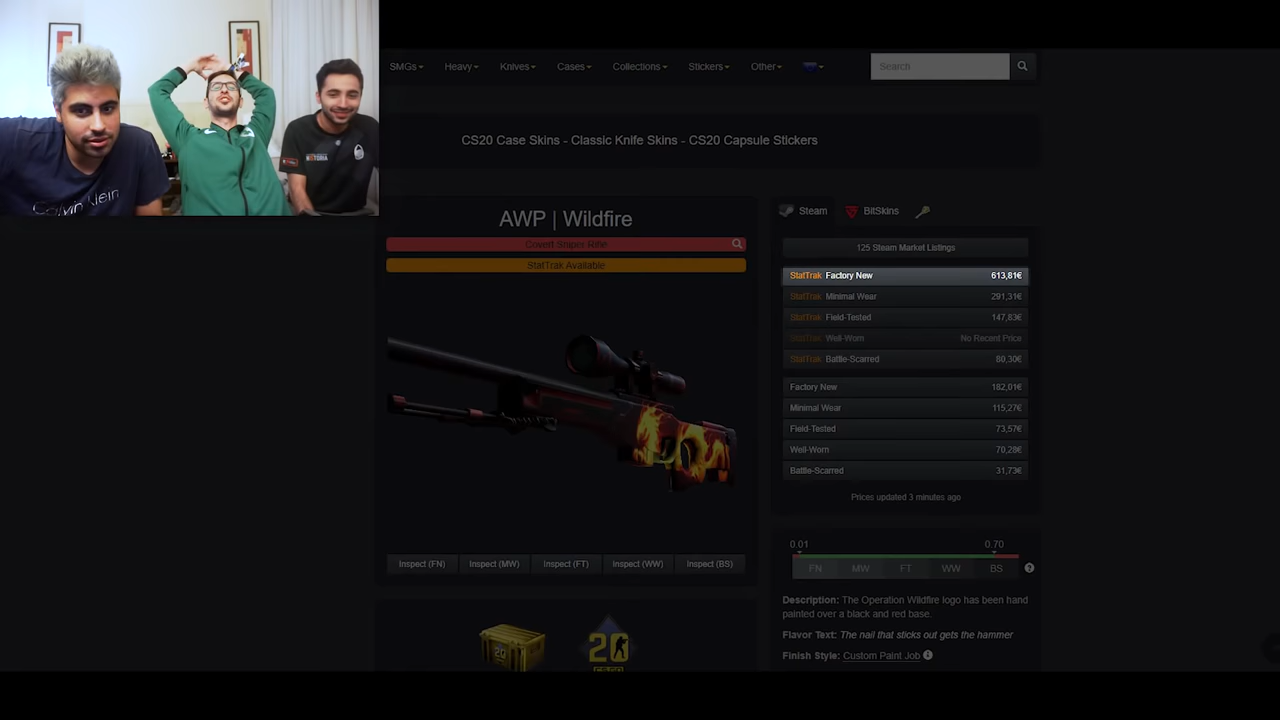 Calvin Klein
SMGs Heavy Knives Cases Collections Stickers Other Search
CS20 Case Skins - Classic Knife Skins - CS20 Capsule Stickers
AWP | Wildfire
Covert Sniper Rifle
StatTrak Available
Inspect (FN) Inspect (MW) Inspect (FT) Inspect (WW) Inspect (BS)
20
20
Steam BitSkins
125 Steam Market Listings
StatTrak Factory New 613,81€
StatTrak Minimal Wear 291,31€
StatTrak Field-Tested 147,83€
StatTrak Well-Worn No Recent Price
StatTrak Battle-Scarred 80,30€
Factory New 182,01€
Minimal Wear 115,27€
Field-Tested 73,57€
Well-Worn 70,28€
Battle-Scarred 31,73€
Prices updated 3 minutes ago
0.01 0.70
FN MW FT WW BS
Description: The Operation Wildfire logo has been hand
painted over a black and red base.
Flavor Text: The nail that sticks out gets the hammer
Finish Style: Custom Paint Job